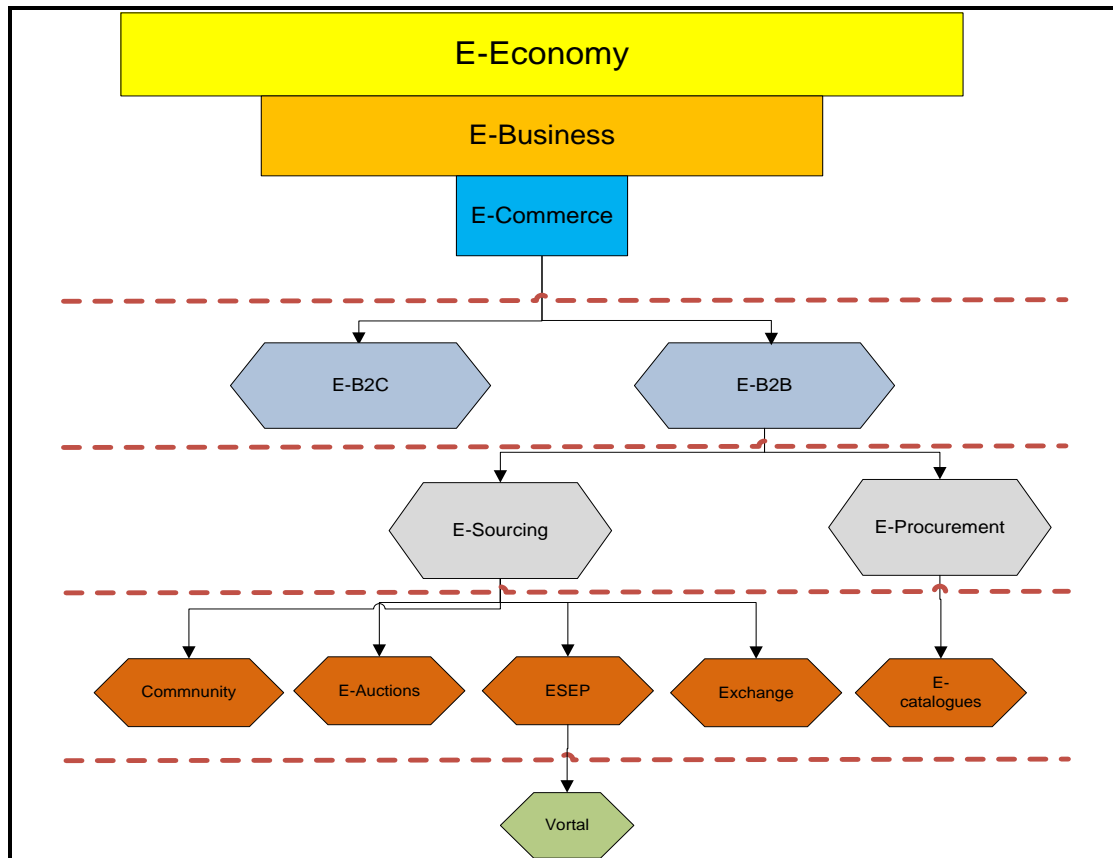 E-Economy
E-Business
E-Commerce
E-B2C
E-B2B
E-Sourcing
E-Procurement
Commnunity
E-Auctions
ESEP
Exchange
E-
catalogues
Vortal